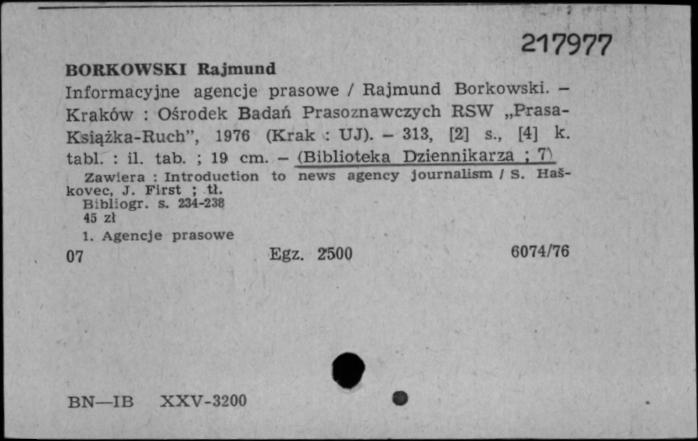 217977
BORKOWSKI Rajmund
Informacyjne agencje prasowe / Rajmund Borkowski. —
Kraków : Ośrodek Badań Prasoznawczych RSW „Prasa-
Książka-Ruch”, 1976 (Krak : UJ). — 313, [2] s., [4] k.
tabl. : il. tab. ; 19 cm. — (Biblioteka Dziennikarza ; 7)
Zawiera : Introduction to news agency journalism / S. Haš-
kovec, J. First ; tł.
Bibliogr. s. 234-238
45 zł
1. Agencje prasowe
07 Egz. 2500 6074/76
BN—IB XXV-3200